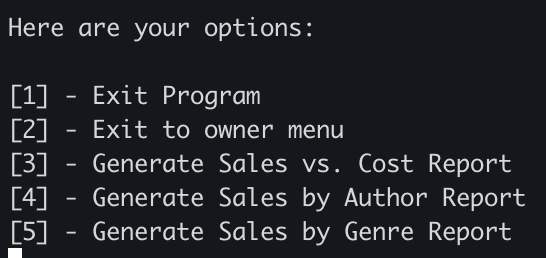 Here are your options:
[1] - Exit Program
[2] - Exit to owner menu
[3] - Generate Sales vs. Cost Report
[4] - Generate Sales by Author Report
[5] - Generate Sales by Genre Report